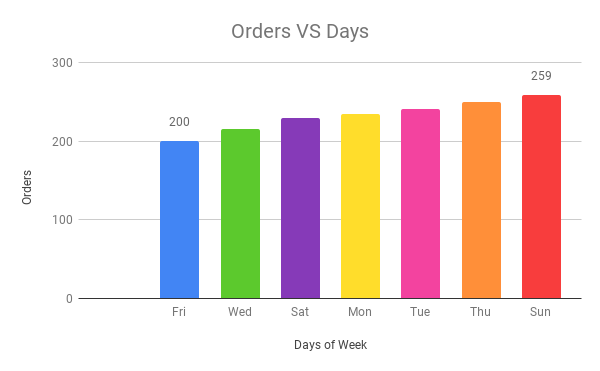 Orders VS Days
300
200
100
0
Orders
200
259
Fri Wed Sat Mon Tue Thu Sun
Days of Week